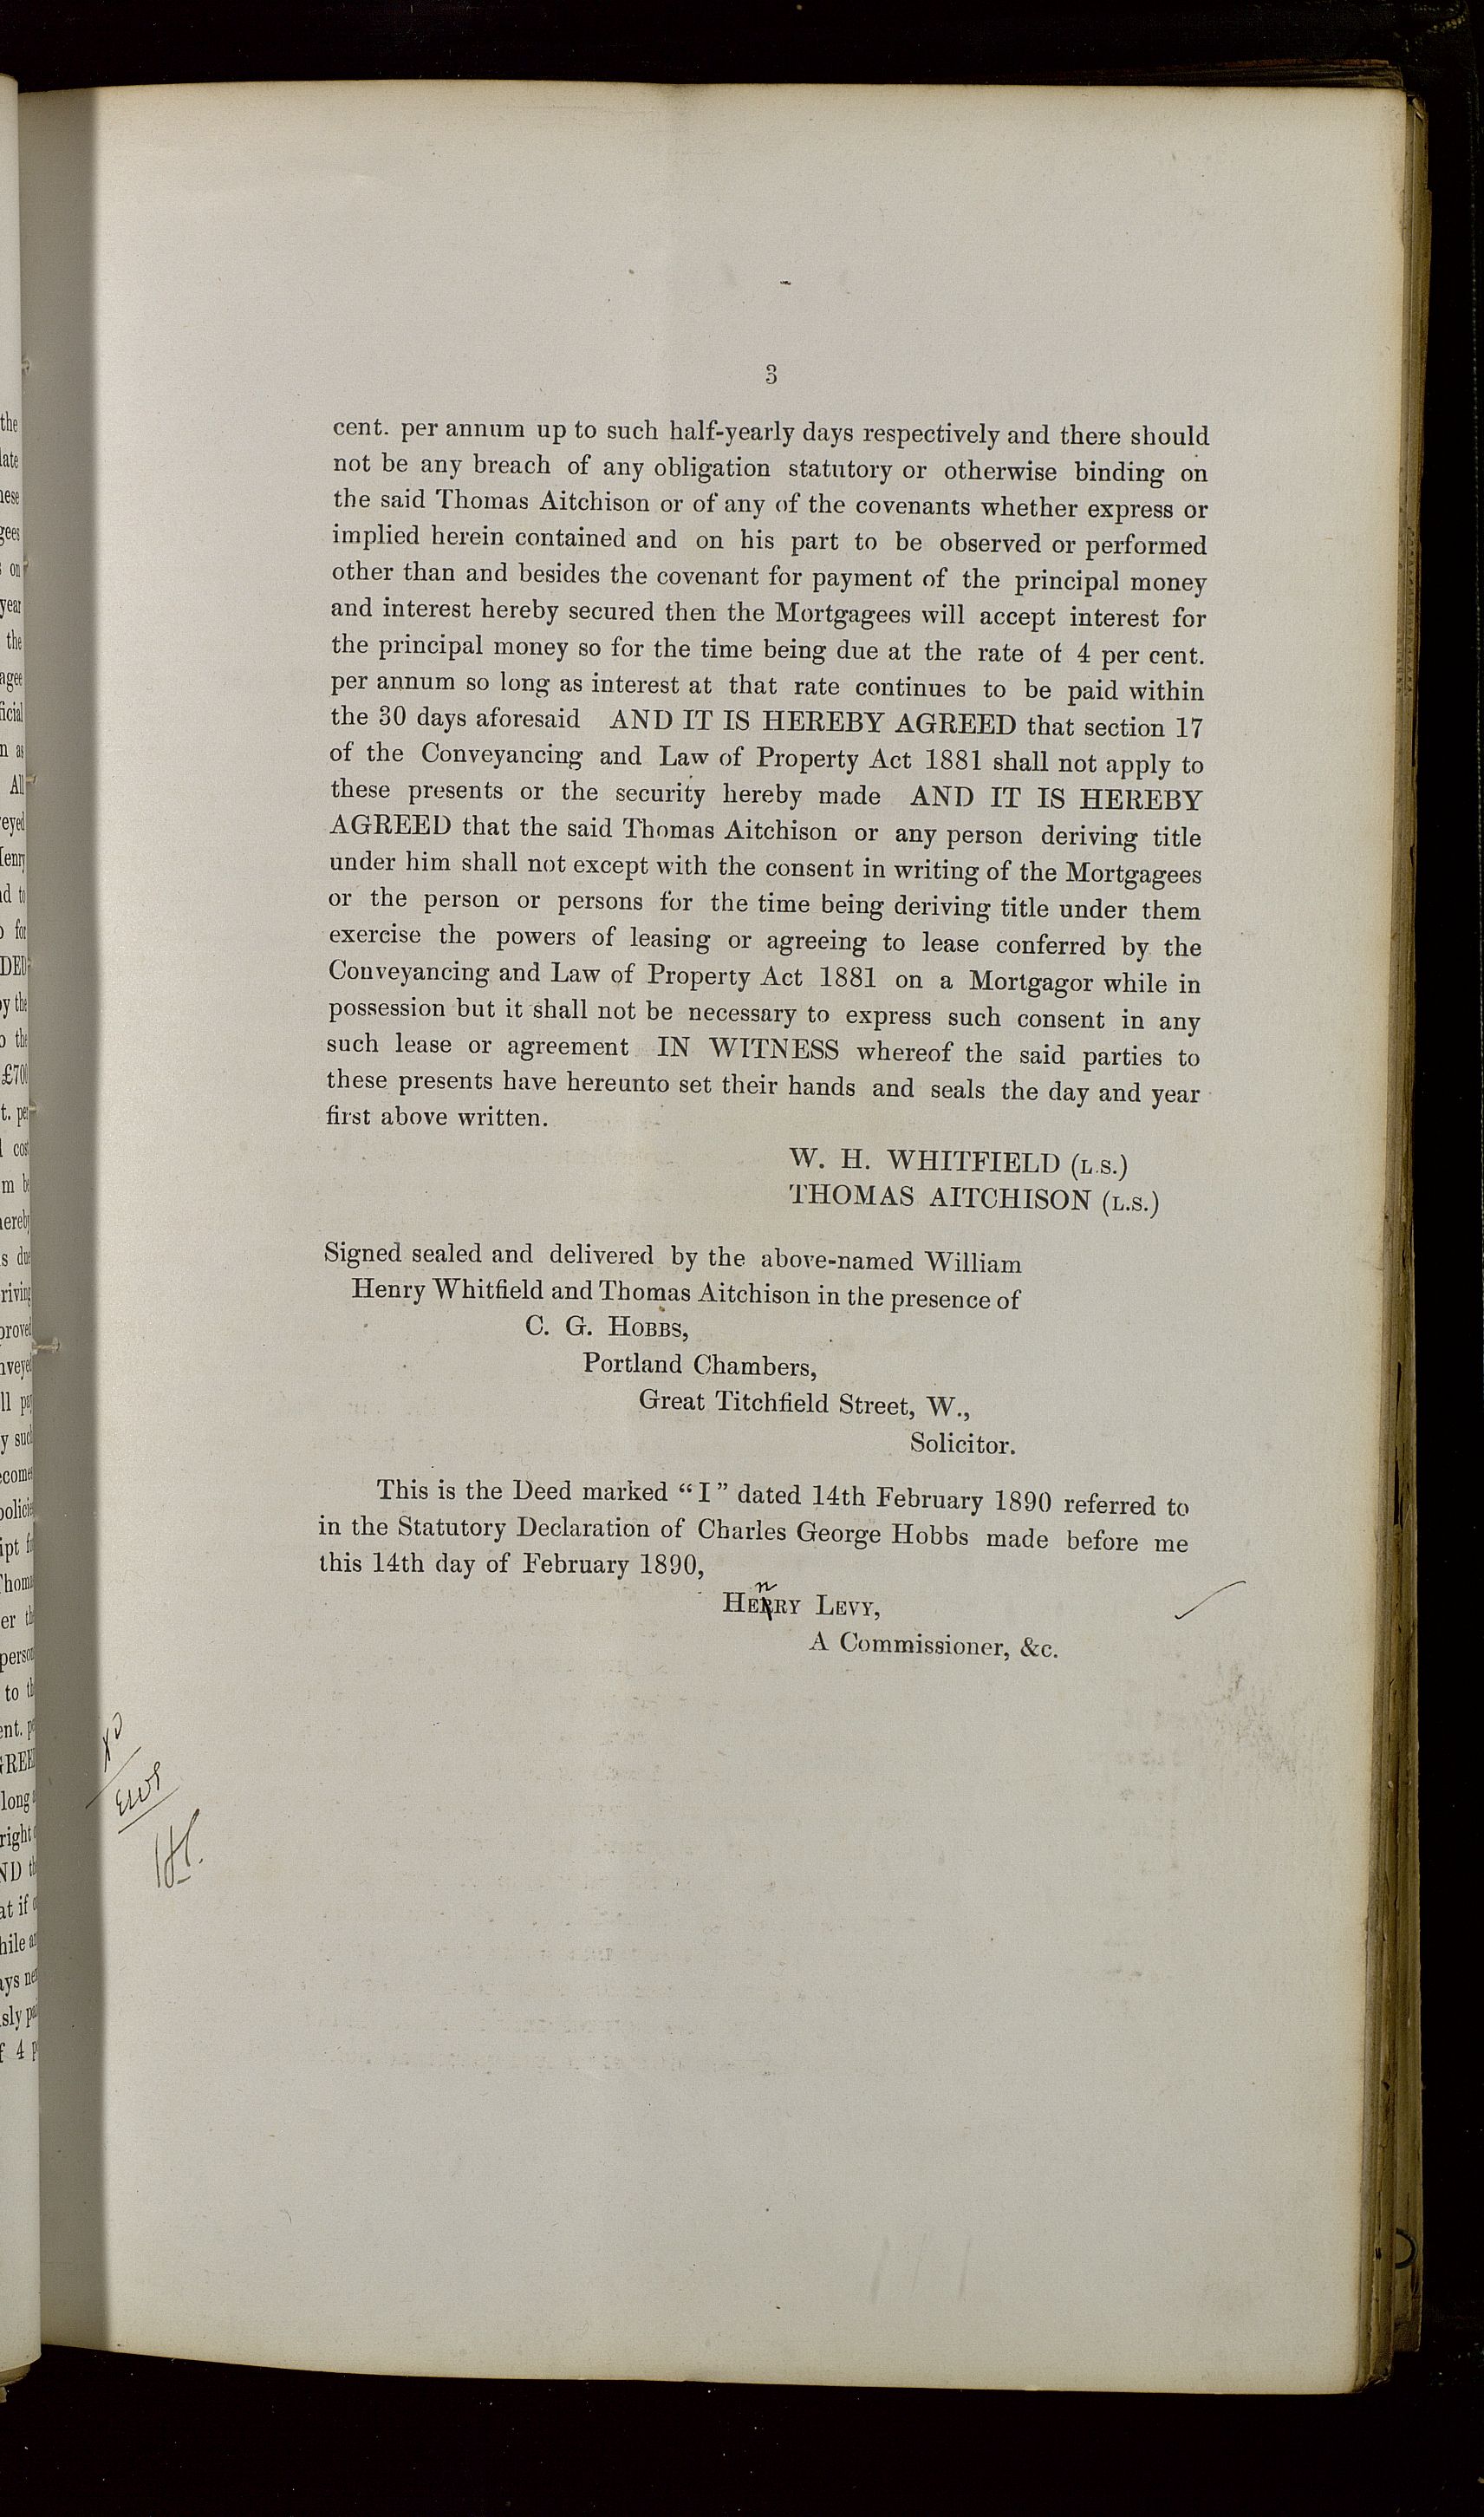 3
cent. per annum up to such half-yearly days respectively and there should
not be any breach of any obligation statutory or otherwise binding on
the said Thomas Aitchison or of any of the covenants whether express or
implied herein contained and on his part to be observed or performed
other than and besides the covenant for payment of the principal money
and interest hereby secured then the Mortgagees will accept interest for
the principal money so for the time being due at the rate of 4 per cent.
per annum so long as interest at that rate continues to be paid within
the 30 days aforesaid AND IT IS HEREBY AGREED that section 17
of the Conveyancing and Law of Property Act 1881 shall not apply to
these presents or the security hereby made AND IT IS HEREBY
AGREED that the said Thomas Aitchison or any person deriving title
under him shall not except with the consent in writing of the Mortgagees
or the person or persons for the time being deriving title under them
exercise the powers of leasing or agreeing to lease conferred by the
Conveyancing and Law of Property Act 1881 on a Mortgagor while in
possession but it shall not be necessary to express such consent in any
such lease or agreement IN WITNESS whereof the said parties to
these presents have hereunto set their hands and seals the day and year
first above written.
W. H. WHITFIELD (L.S.)
THOMAS AITCHISON (L.S.)
Signed sealed and delivered by the above-named William
Henry Whitfield and Thomas Aitchison in the presence of
C. G. HOBBS,
Portland Chambers,
Great Titchfield Street, W.,
Solicitor.
This is the Deed marked “I” dated 14th February 1890 referred to
in the Statutory Declaration of Charles George Hobbs made before me
this 14th day of February 1890,
HENRY LEVY,
A Commissioner, &c.